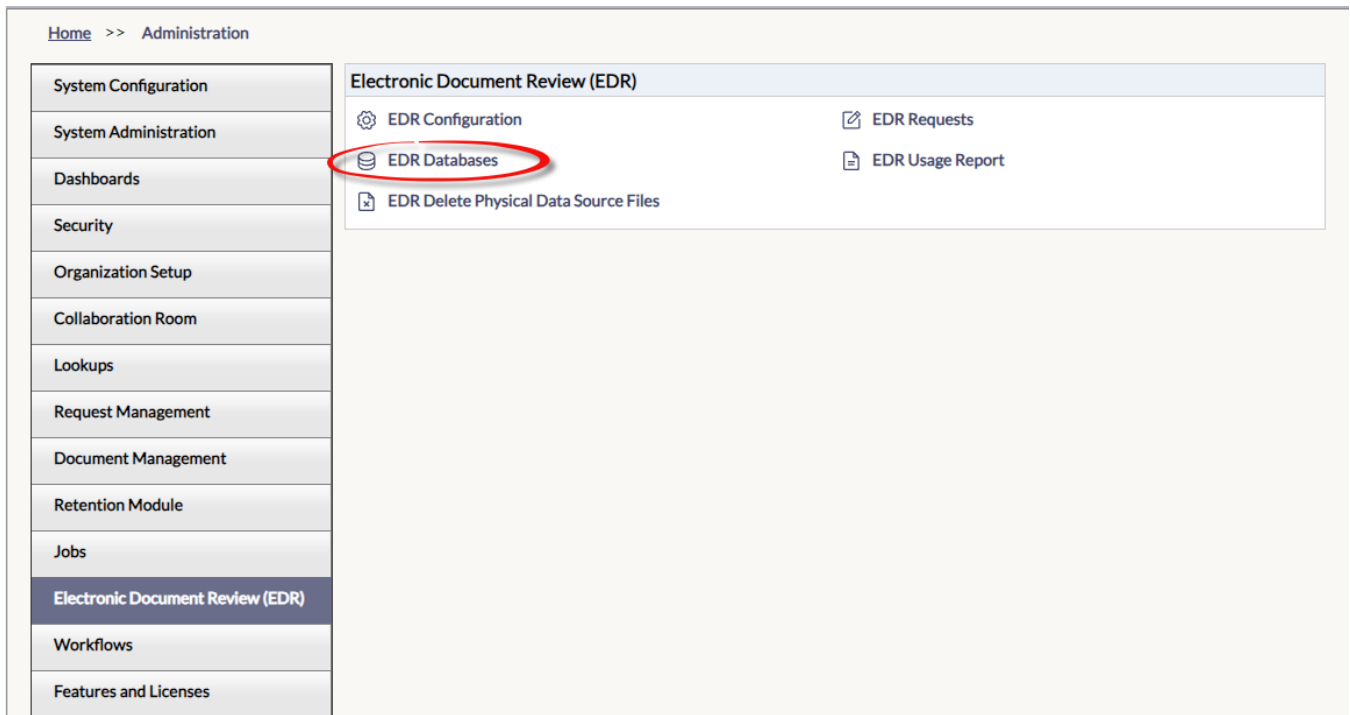 Home >> Administration
System Configuration
System Administration
Dashboards
Security
Organization Setup
Collaboration Room
Lookups
Request Management
Document Management
Retention Module
Jobs
Electronic Document Review (EDR)
Workflows
Features and Licenses
Electronic Document Review (EDR)
EDR Configuration
EDR Requests
EDR Databases
EDR Usage Report
EDR Delete Physical Data Source Files